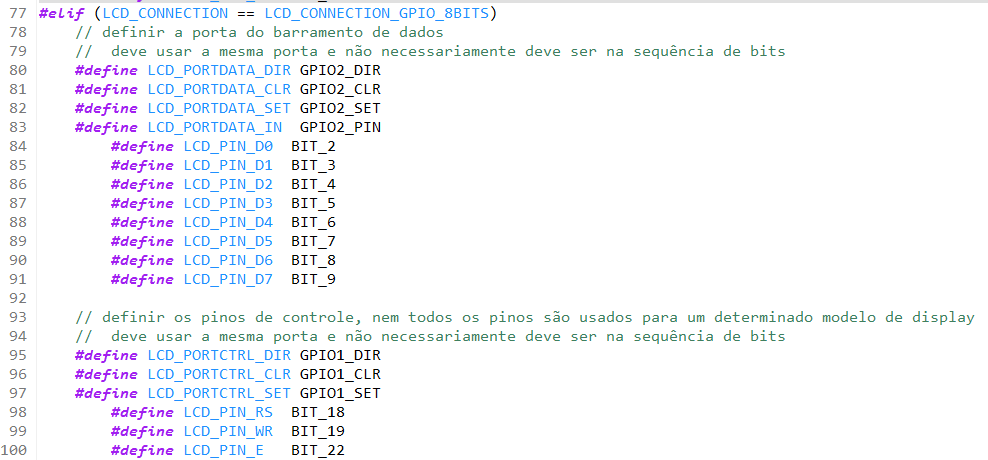 77 #elif (LCD_CONNECTION == LCD_CONNECTION_GPIO_8BITS)
78 // definir a porta do barramento de dados
79 //  deve usar a mesma porta e não necessariamente deve ser na sequência de bits
80 #define LCD_PORTDATA_DIR GPIO2_DIR
81 #define LCD_PORTDATA_CLR GPIO2_CLR
82 #define LCD_PORTDATA_SET GPIO2_SET
83 #define LCD_PORTDATA_IN  GPIO2_PIN
84 #define LCD_PIN_D0  BIT_2
85 #define LCD_PIN_D1  BIT_3
86 #define LCD_PIN_D2  BIT_4
87 #define LCD_PIN_D3  BIT_5
88 #define LCD_PIN_D4  BIT_6
89 #define LCD_PIN_D5  BIT_7
90 #define LCD_PIN_D6  BIT_8
91 #define LCD_PIN_D7  BIT_9
92
93 // definir os pinos de controle, nem todos os pinos são usados para um determinado modelo de display
94 //  deve usar a mesma porta e não necessariamente deve ser na sequência de bits
95 #define LCD_PORTCTRL_DIR GPIO1_DIR
96 #define LCD_PORTCTRL_CLR GPIO1_CLR
97 #define LCD_PORTCTRL_SET GPIO1_SET
98 #define LCD_PIN_RS  BIT_18
99 #define LCD_PIN_WR  BIT_19
100 #define LCD_PIN_E   BIT_22